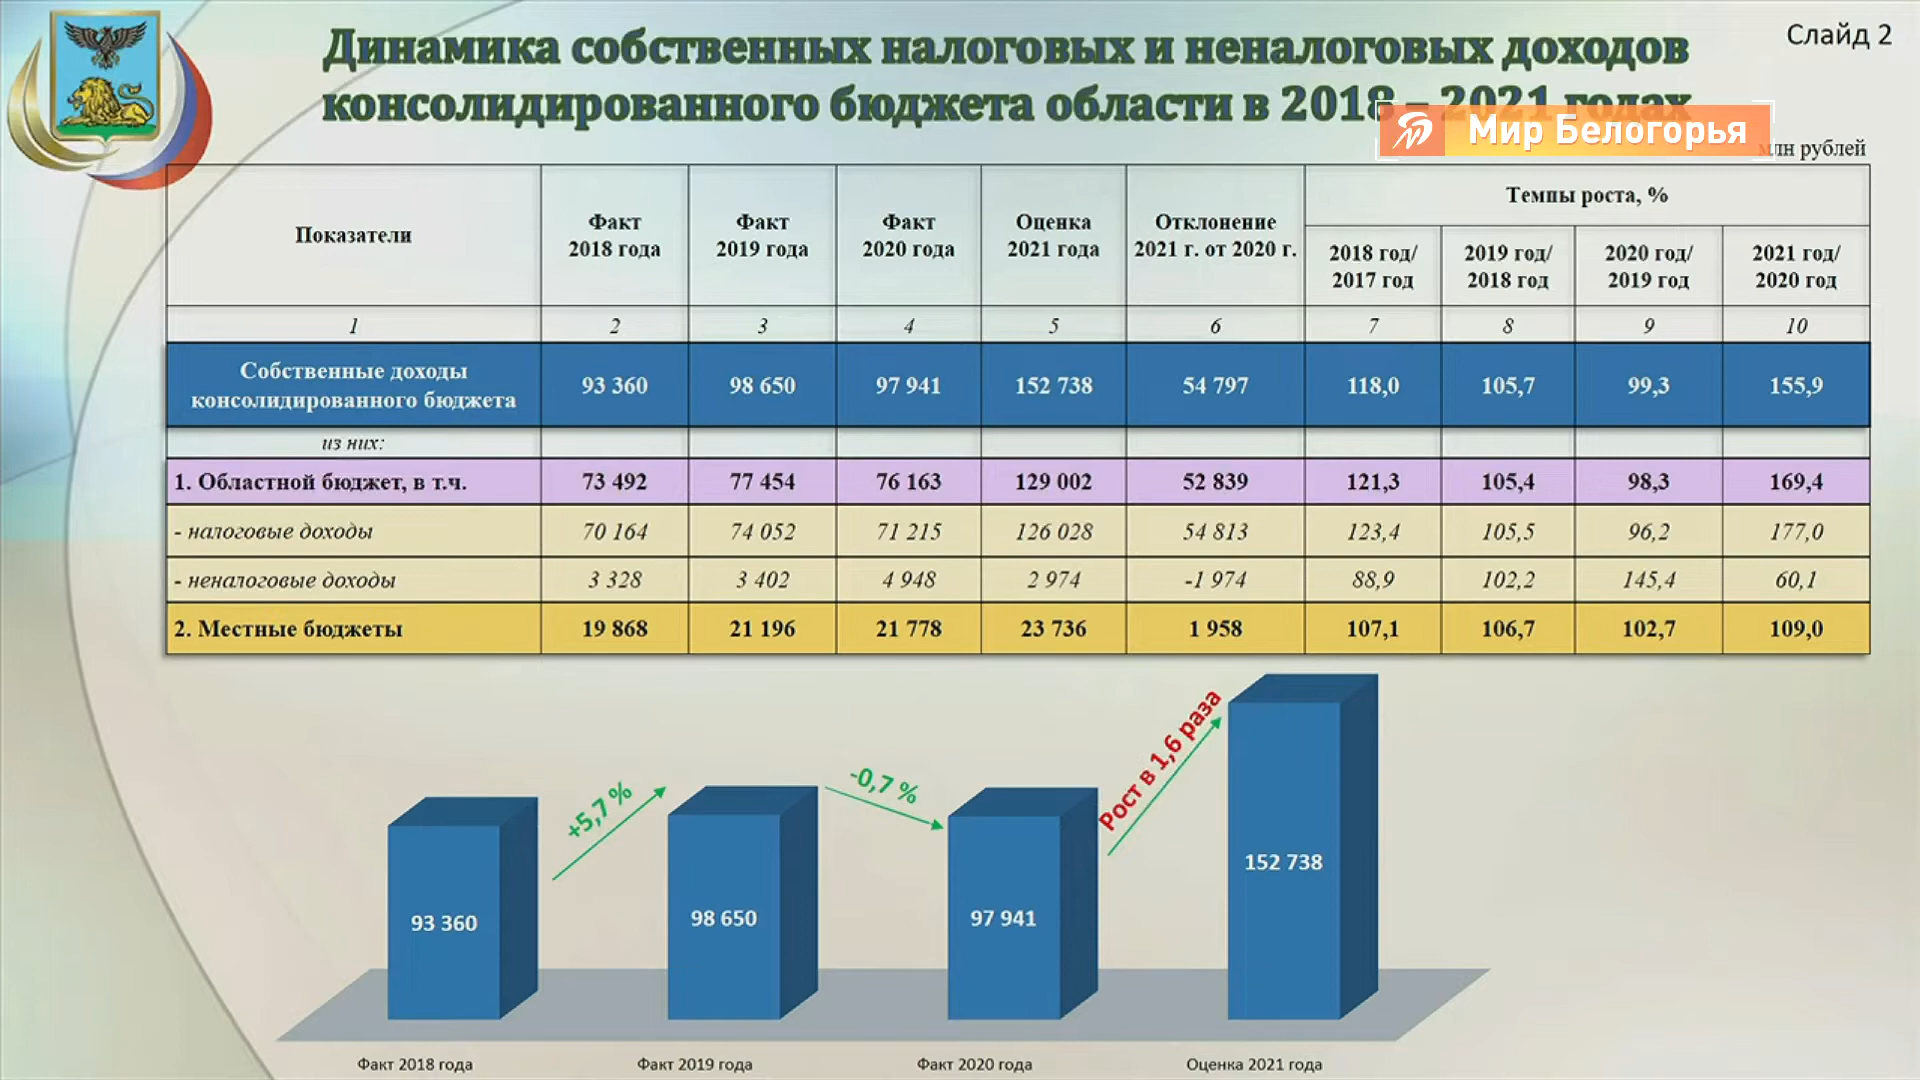 Слайд 2
Динамика собственных налоговых и неналоговых доходов
консолидированного бюджета области в 2018 – 2021 годах
Мир Белогорья
млн рублей
Показатели
Факт
2018 года
Факт
2019 года
Факт
2020 года
Оценка
2021 года
Отклонение
2021 г. от 2020 г.
Темпы роста, %
2018 год/
2017 год
2019 год/
2018 год
2020 год/
2019 год
2021 год/
2020 год
1 2 3 4 5 6 7 8 9 10
Собственные доходы
консолидированного бюджета
93 360 98 650 97 941 152 738 54 797 118,0 105,7 99,3 155,9
из них:
1. Областной бюджет, в т.ч. 73 492 77 454 76 163 129 002 52 839 121,3 105,4 98,3 169,4
- налоговые доходы 70 164 74 052 71 215 126 028 54 813 123,4 105,5 96,2 177,0
- неналоговые доходы 3 328 3 402 4 948 2 974 -1 974 88,9 102,2 145,4 60,1
2. Местные бюджеты 19 868 21 196 21 778 23 736 1 958 107,1 106,7 102,7 109,0
+5,7 %
-0,7 %
Рост в 1,6 раза
93 360
98 650
97 941
152 738
Факт 2018 года
Факт 2019 года
Факт 2020 года
Оценка 2021 года